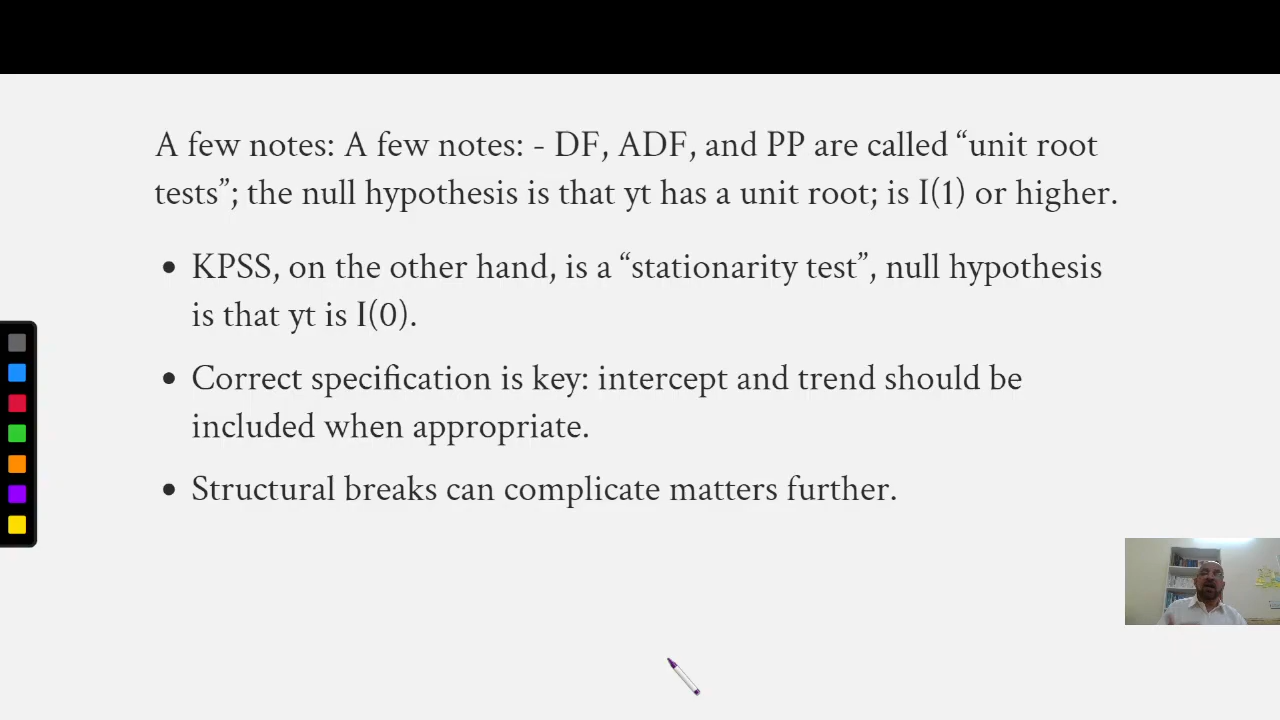 A few notes: A few notes: - DF, ADF, and PP are called “unit root
tests”; the null hypothesis is that yt has a unit root; is I(1) or higher.
• KPSS, on the other hand, is a “stationarity test”, null hypothesis
is that yt is I(0).
• Correct specification is key: intercept and trend should be
included when appropriate.
• Structural breaks can complicate matters further.